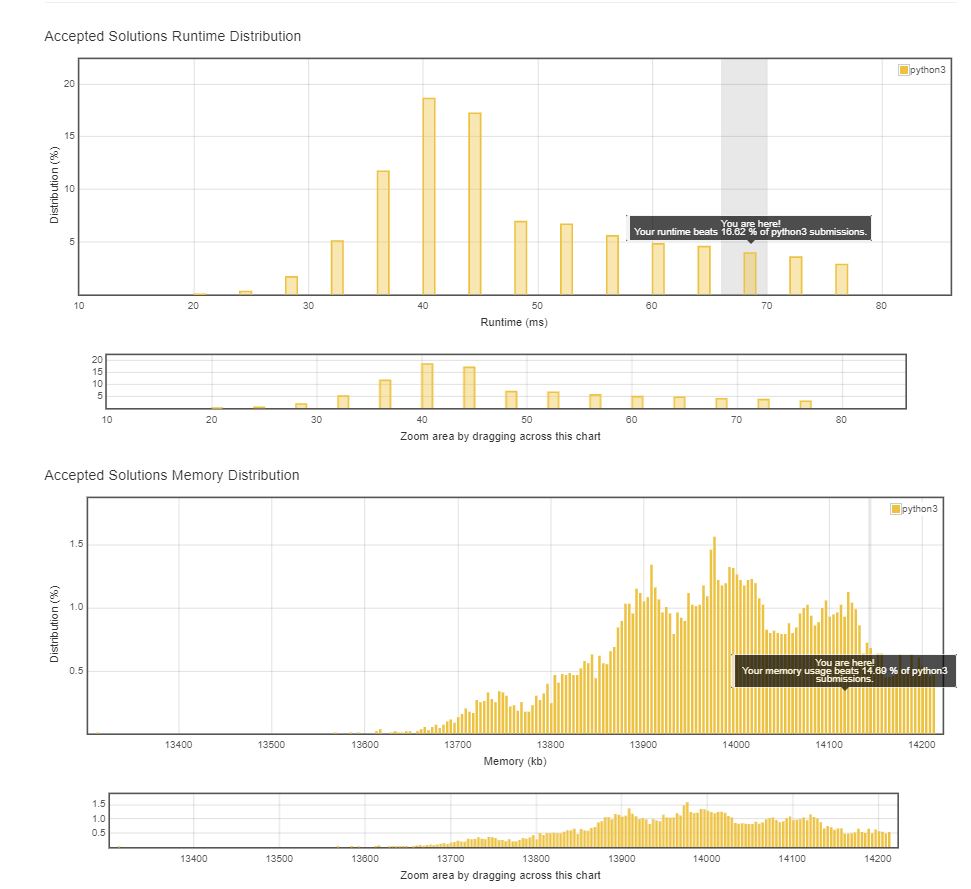 Accepted Solutions Runtime Distribution
python3
20
15
10
5
Distribution (%)
You are here!
Your runtime beats 16.62 % of python3 submissions.
10 20 30 40 50 60 70 80
Runtime (ms)
20
15
10
5
10 20 30 40 50 60 70 80
Zoom area by dragging across this chart
Accepted Solutions Memory Distribution
python3
1.5
1.0
0.5
Distribution (%)
You are here!
Your memory usage beats 14.69 % of python3
submissions.
13400 13500 13600 13700 13800 13900 14000 14100 14200
Memory (kb)
1.5
1.0
0.5
13400 13500 13600 13700 13800 13900 14000 14100 14200
Zoom area by dragging across this chart